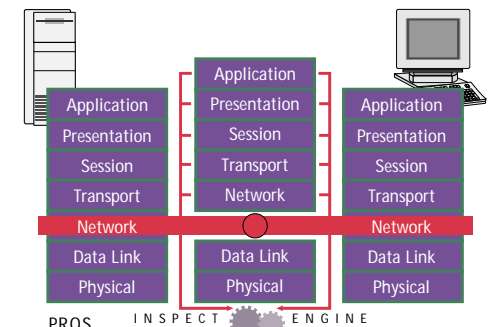 Application
Application Presentation Application
Presentation Session Presentation
Session Transport Session
Transport Network Transport
Network Network
Data Link Data Link Data Link
Physical Physical Physical
PROS INSPECT ENGINE